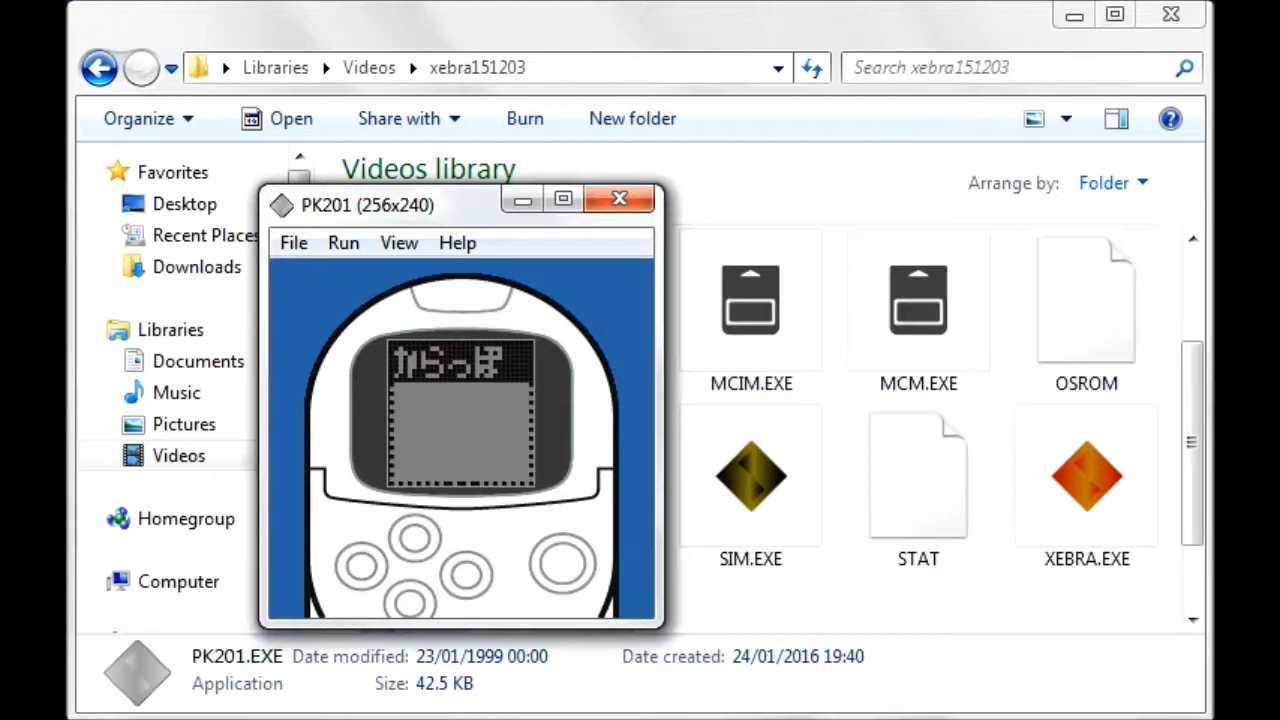 Libraries Videos xebra151203
Search xebra151203
Organize Open Share with Burn New folder
Favorites
Desktop
Recent Places
Downloads
Libraries
Documents
Music
Pictures
Videos
Homegroup
Computer
Videos library
Arrange by: Folder
PK201 (256x240)
File Run View Help
からっぽ
MCIM.EXE
MCM.EXE
OSROM
SIM.EXE
STAT
XEBRA.EXE
PK201.EXE Date modified: 23/01/1999 00:00 Date created: 24/01/2016 19:40
Application Size: 42.5 KB